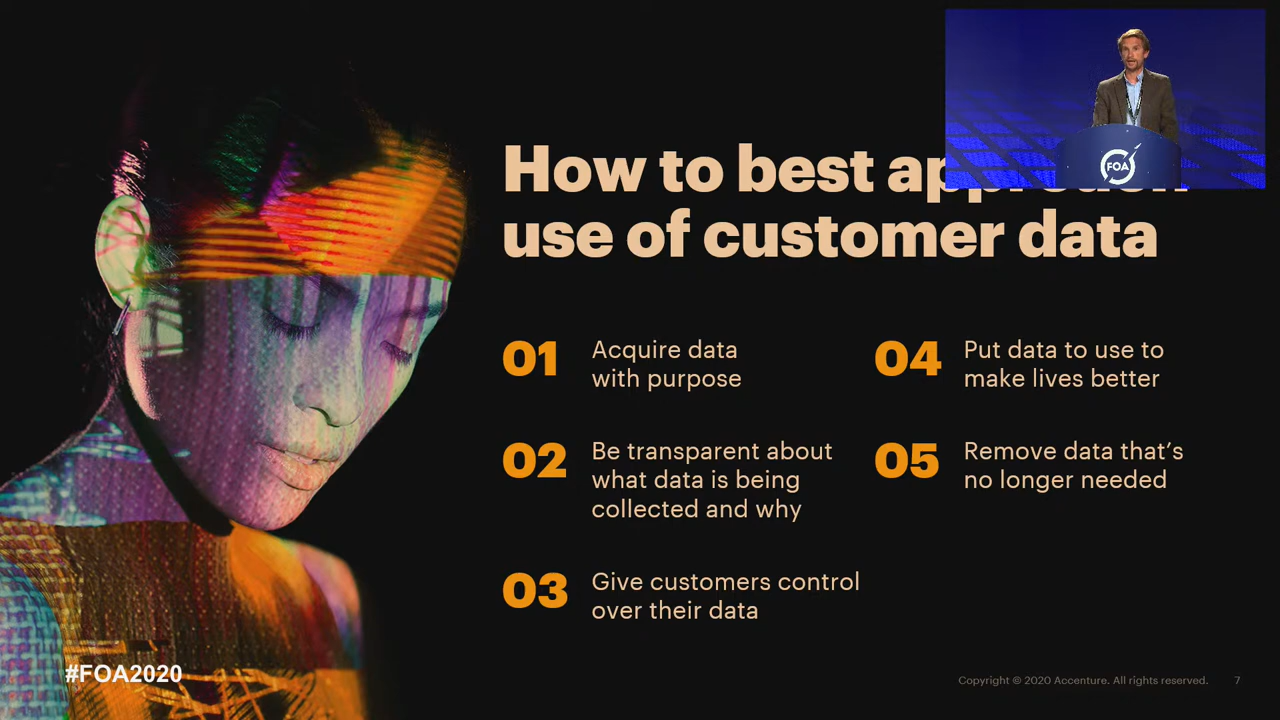 FOA
How to best approach
use of customer data
01
Acquire data
with purpose
02
Be transparent about
what data is being
collected and why
03
Give customers control
over their data
04
Put data to use to
make lives better
05
Remove data that's
no longer needed
#FOA2020
Copyright © 2020 Accenture. All rights reserved. 7